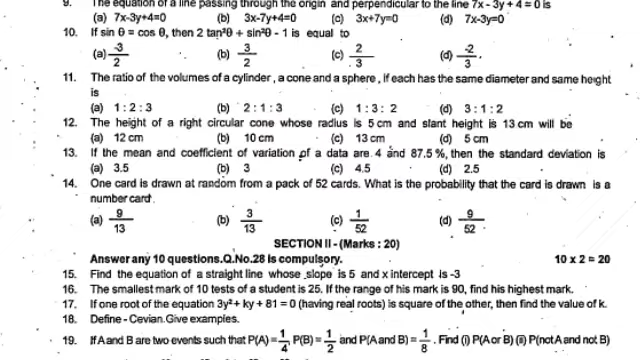 9. The equation of a line passing through the origin and perpendicular to the line 7x - 3y + 4 = 0 is
(a) 7x-3y+4=0 (b) 3x-7y+4=0 (c) 3x+7y=0 (d) 7x-3y=0
10. If sin θ = cos θ, then 2 tan²θ + sin²θ - 1 is equal to
(a) -3/2 (b) 3/2 (c) 2/3 (d) -2/3
11. The ratio of the volumes of a cylinder, a cone and a sphere, if each has the same diameter and same height
is
(a) 1 : 2 : 3 (b) 2 : 1 : 3 (c) 1 : 3 : 2 (d) 3 : 1 : 2
12. The height of a right circular cone whose radius is 5 cm and slant height is 13 cm will be
(a) 12 cm (b) 10 cm (c) 13 cm (d) 5 cm
13. If the mean and coefficient of variation of a data are 4 and 87.5 %, then the standard deviation is
(a) 3.5 (b) 3 (c) 4.5 (d) 2.5
14. One card is drawn at random from a pack of 52 cards. What is the probability that the card is drawn is a
number card.
(a) 9/13 (b) 3/13 (c) 1/52 (d) 9/52
SECTION II - (Marks : 20)
Answer any 10 questions.Q.No.28 is compulsory. 10 x 2 = 20
15. Find the equation of a straight line whose slope is 5 and x intercept is -3
16. The smallest mark of 10 tests of a student is 25. If the range of his mark is 90, find his highest mark.
17. If one root of the equation 3y² + ky + 81 = 0 (having real roots) is square of the other, then find the value of k.
18. Define - Cevian. Give examples.
19. If A and B are two events such that P(A) = 1/4, P(B) = 1/2 and P(A and B) = 1/8. Find (i) P(A or B) (ii) P(not A and not B)